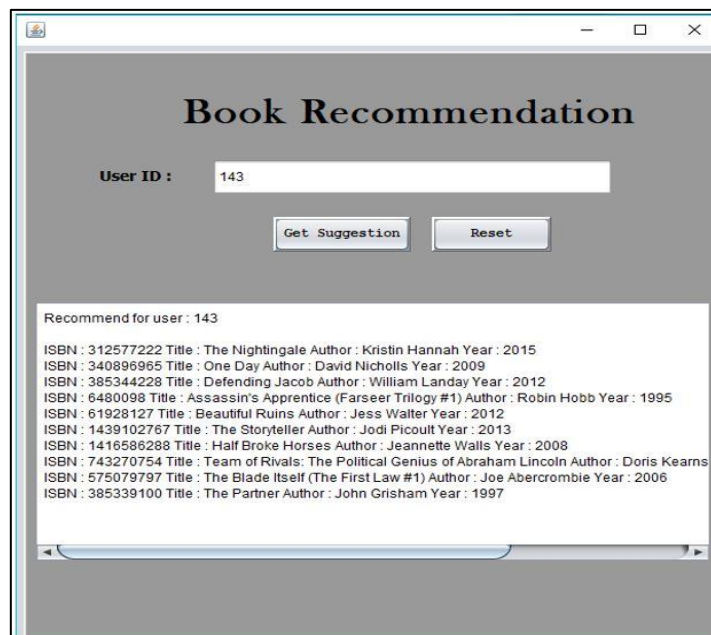 Book Recommendation
User ID :
143
Get Suggestion
Reset
Recommend for user : 143
ISBN : 312577222 Title : The Nightingale Author : Kristin Hannah Year : 2015
ISBN : 340896965 Title : One Day Author : David Nicholls Year : 2009
ISBN : 385344228 Title : Defending Jacob Author : William Landay Year : 2012
ISBN : 6480098 Title : Assassin's Apprentice (Farseer Trilogy #1) Author : Robin Hobb Year : 1995
ISBN : 61928127 Title : Beautiful Ruins Author : Jess Walter Year : 2012
ISBN : 1439102767 Title : The Storyteller Author : Jodi Picoult Year : 2013
ISBN : 1416586288 Title : Half Broke Horses Author : Jeannette Walls Year : 2008
ISBN : 743270754 Title : Team of Rivals: The Political Genius of Abraham Lincoln Author : Doris Kearns
ISBN : 575079797 Title : The Blade Itself (The First Law #1) Author : Joe Abercrombie Year : 2006
ISBN : 385339100 Title : The Partner Author : John Grisham Year : 1997